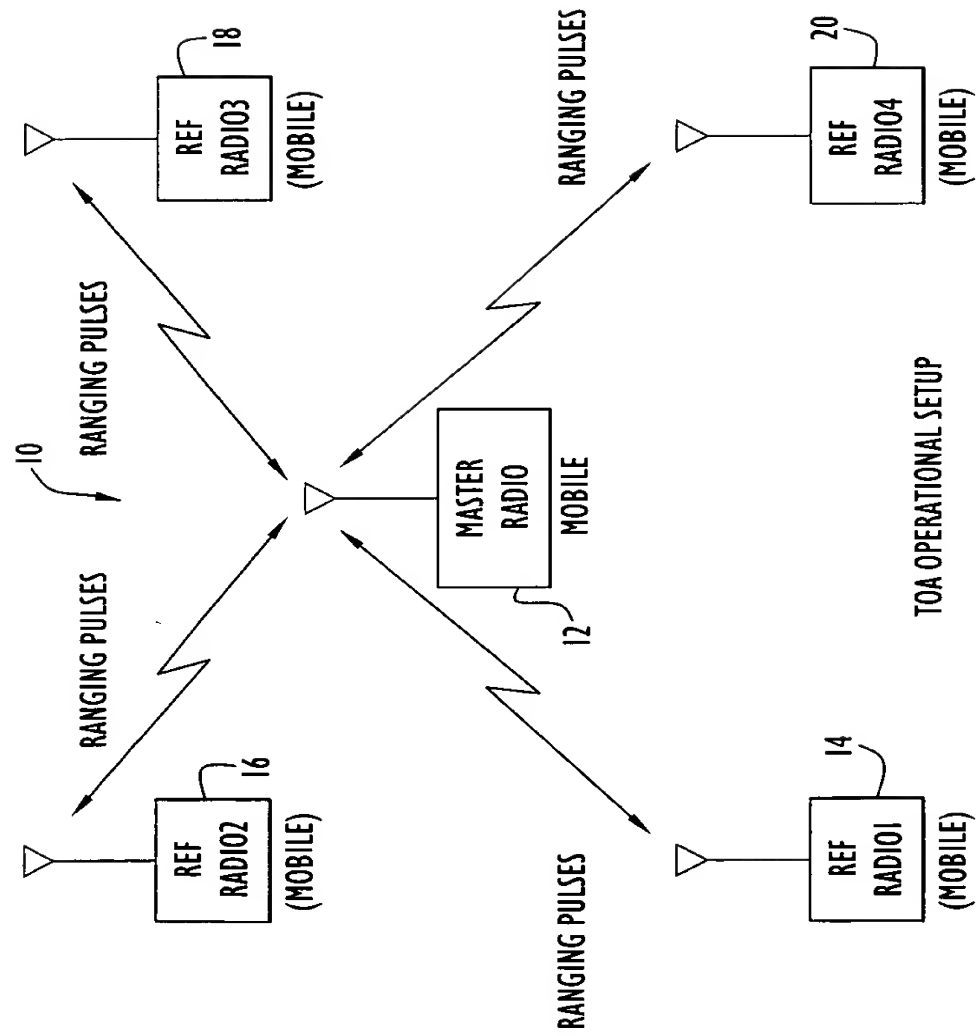 10
RANGING PULSES
RANGING PULSES
REF
RADIO2
16
(MOBILE)
REF
RADIO3
18
(MOBILE)
MASTER
RADIO
MOBILE
12
RANGING PULSES
RANGING PULSES
REF
RADIO1
14
(MOBILE)
REF
RADIO4
20
(MOBILE)
TOA OPERATIONAL SETUP